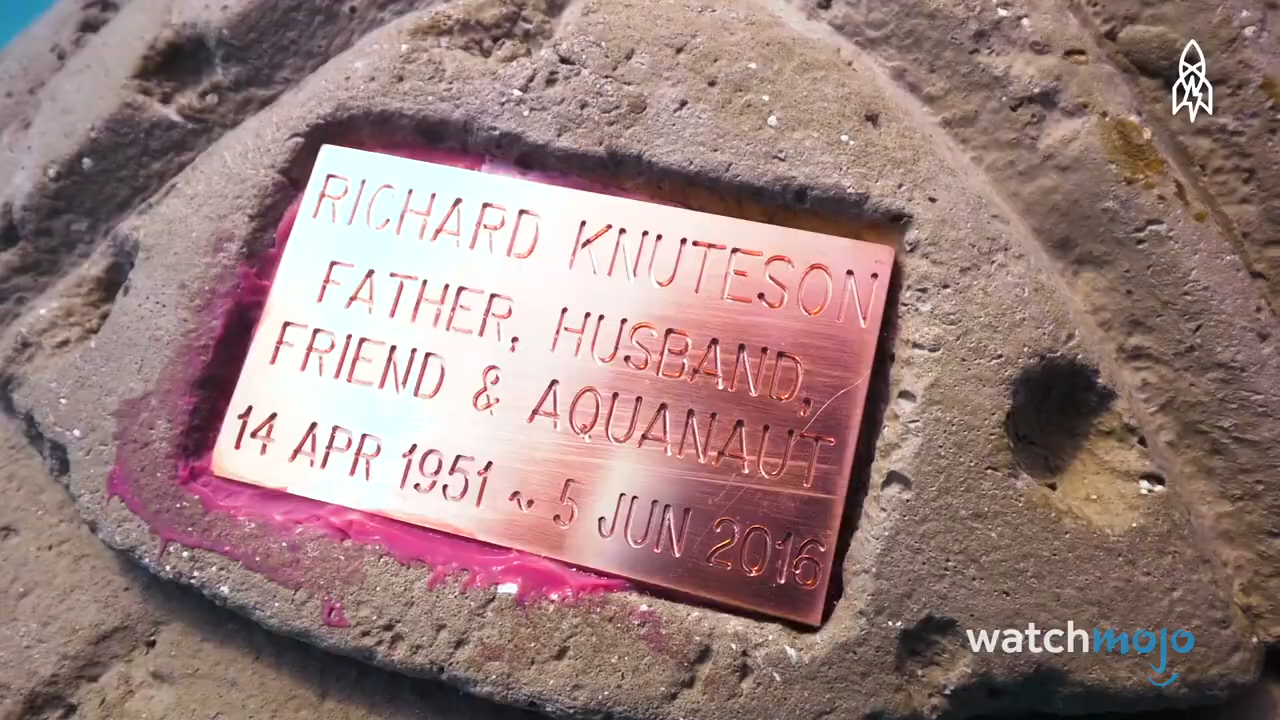 RICHARD KNUTESON
FATHER, HUSBAND,
FRIEND & AQUANAUT
14 APR 1951 ~ 5 JUN 2016
watchmojo